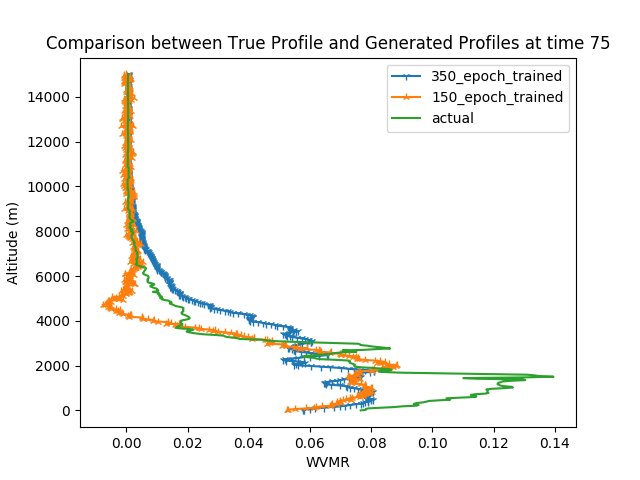 Comparison between True Profile and Generated Profiles at time 75
350_epoch_trained
150_epoch_trained
actual
Altitude (m)
14000
12000
10000
8000
6000
4000
2000
0
0.00 0.02 0.04 0.06 0.08 0.10 0.12 0.14
WVMR